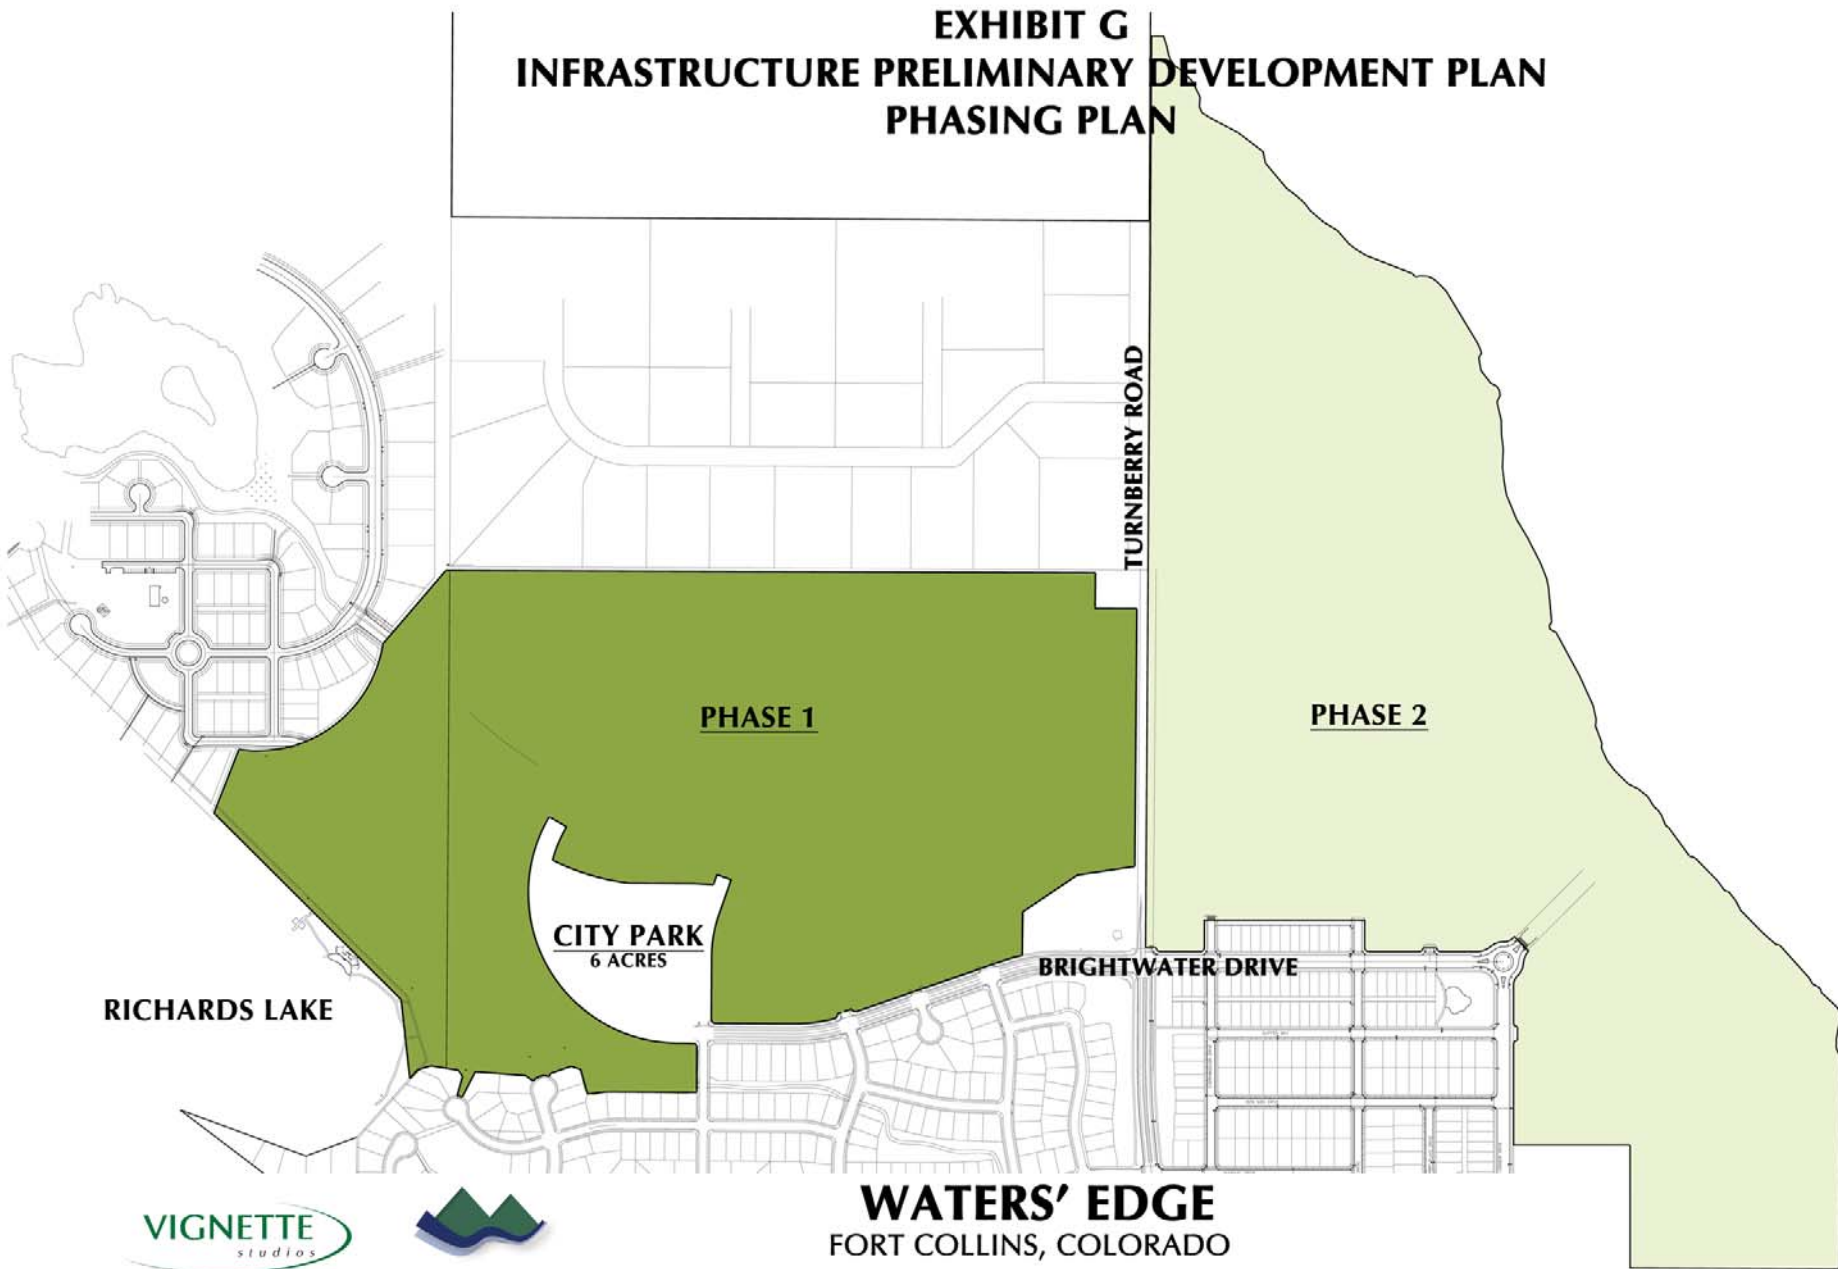 EXHIBIT G
INFRASTRUCTURE PRELIMINARY DEVELOPMENT PLAN
PHASING PLAN
TURNBERRY ROAD
PHASE 1
PHASE 2
CITY PARK
6 ACRES
BRIGHTWATER DRIVE
RICHARDS LAKE
VIGNETTE
studios
WATERS' EDGE
FORT COLLINS, COLORADO